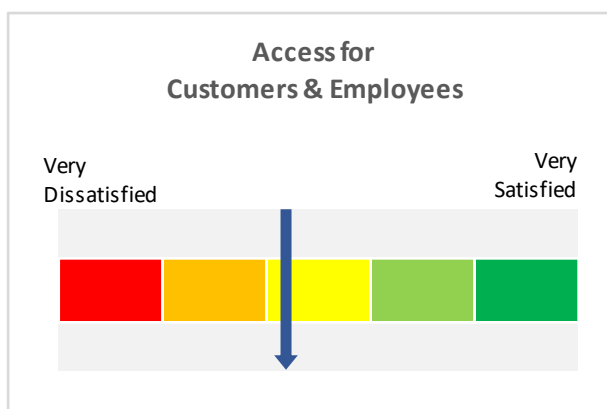 Access for
Customers & Employees
Very
Dissatisfied
Very
Satisfied